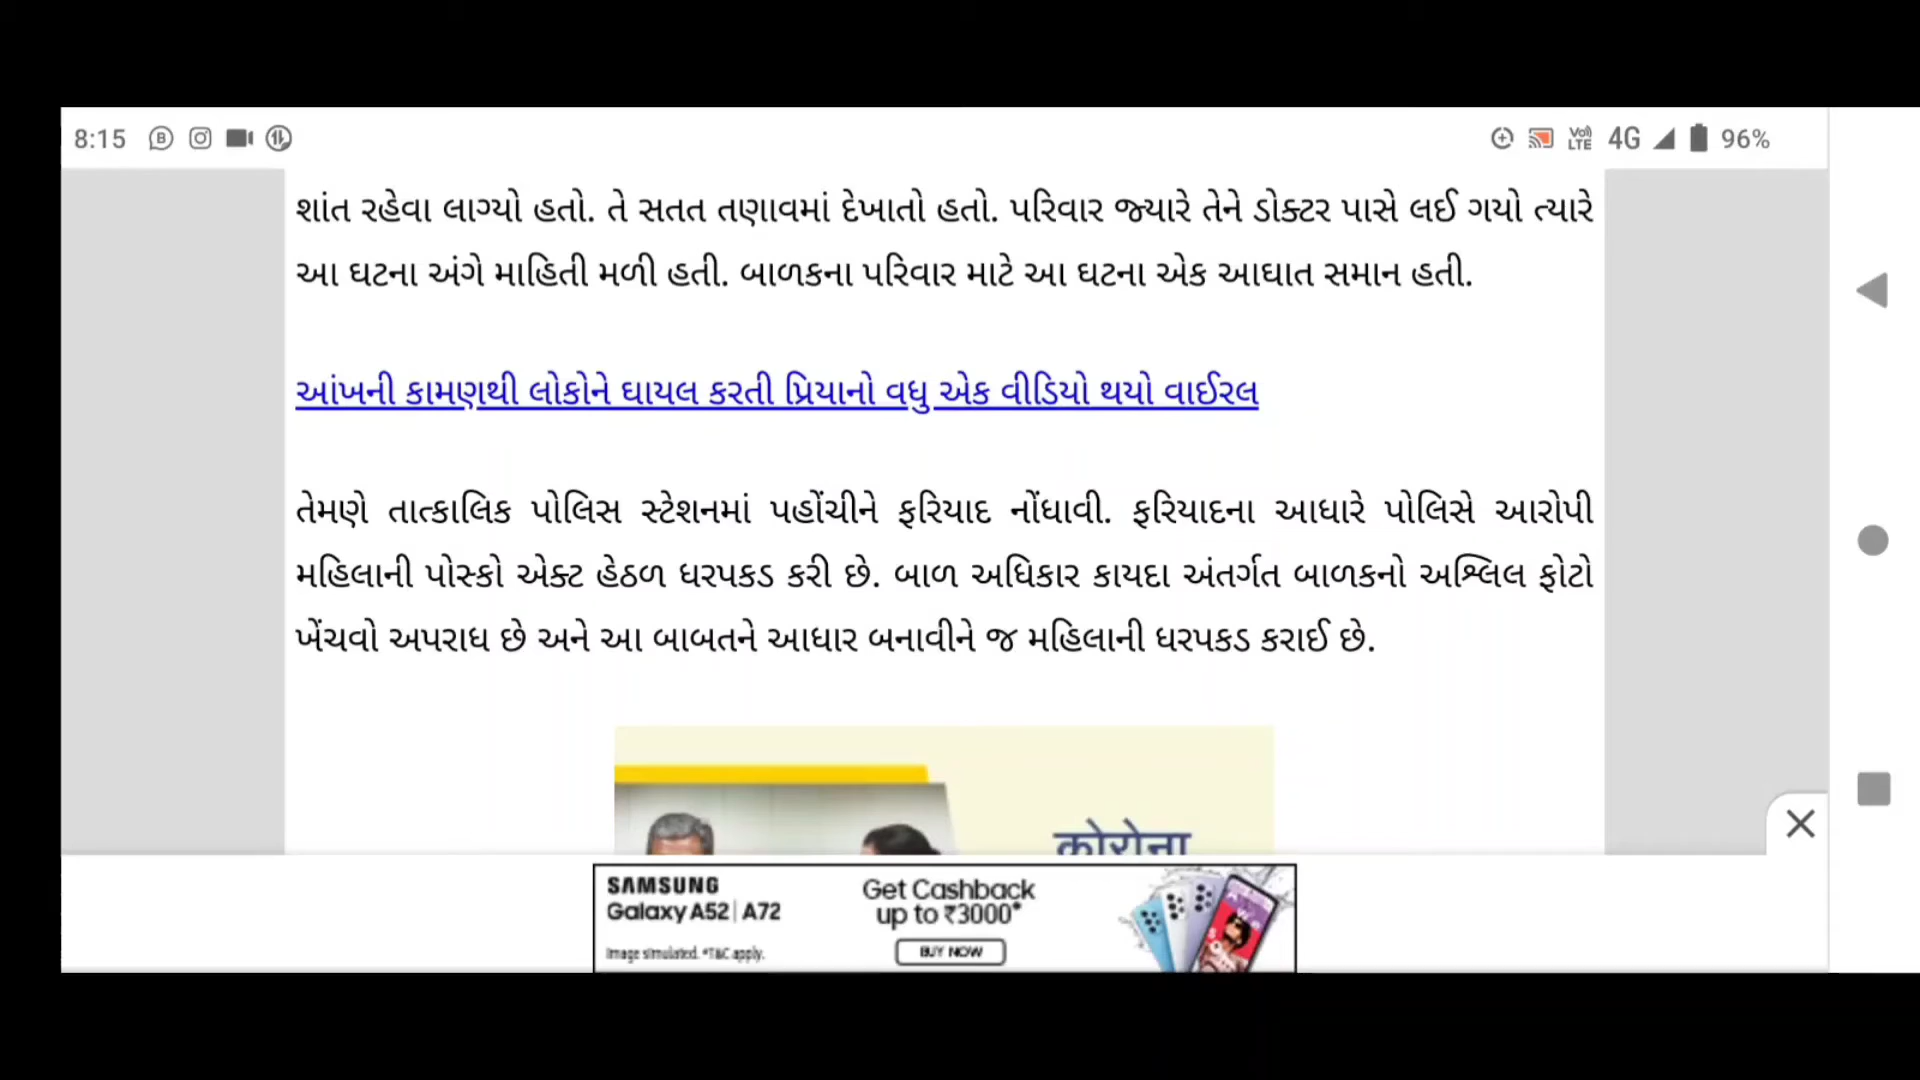 8:15
4G 96%
VoI) LTE
શાંત રહેવા લાગ્યો હતો. તે સતત તણાવમાં દેખાતો હતો. પરિવાર જ્યારે તેને ડોક્ટર પાસે લઈ ગયો ત્યારે
આ ઘટના અંગે માહિતી મળી હતી. બાળકના પરિવાર માટે આ ઘટના એક આઘાત સમાન હતી.
આંખની કામણથી લોકોને ઘાયલ કરતી પ્રિયાનો વધુ એક વીડિયો થયો વાઈરલ
તેમણે તાત્કાલિક પોલિસ સ્ટેશનમાં પહોંચીને ફરિયાદ નોંધાવી. ફરિયાદના આધારે પોલિસે આરોપી
મહિલાની પોસ્કો એક્ટ હેઠળ ધરપકડ કરી છે. બાળ અધિકાર કાયદા અંતર્ગત બાળકનો અશ્લિલ ફોટો
ખેંચવો અપરાધ છે અને આ બાબતને આધાર બનાવીને જ મહિલાની ધરપકડ કરાઈ છે.
कोरोना
SAMSUNG
Galaxy A52 | A72
Image simulated. *T&C apply.
Get Cashback
up to ₹3000*
BUY NOW